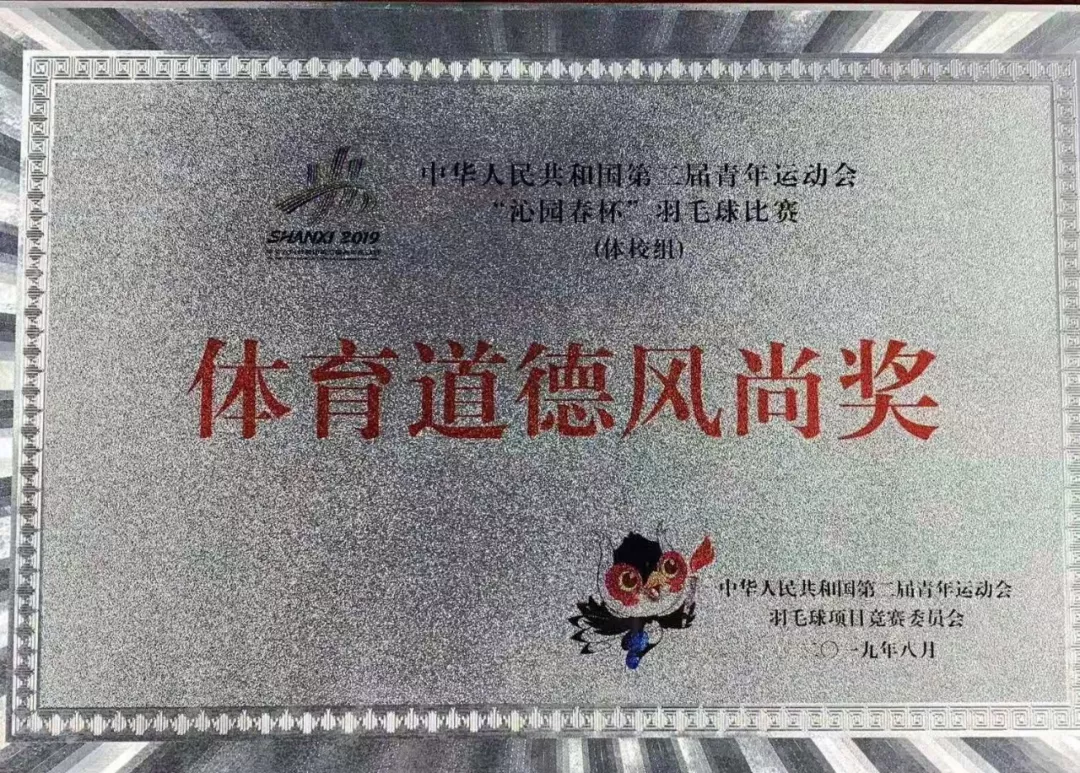 中华人民共和国第二届青年运动会
“沁园春杯”羽毛球比赛
(体校组)
SHANXI 2019
体育道德风尚奖
中华人民共和国第二届青年运动会
羽毛球项目竞赛委员会
二〇一九年八月